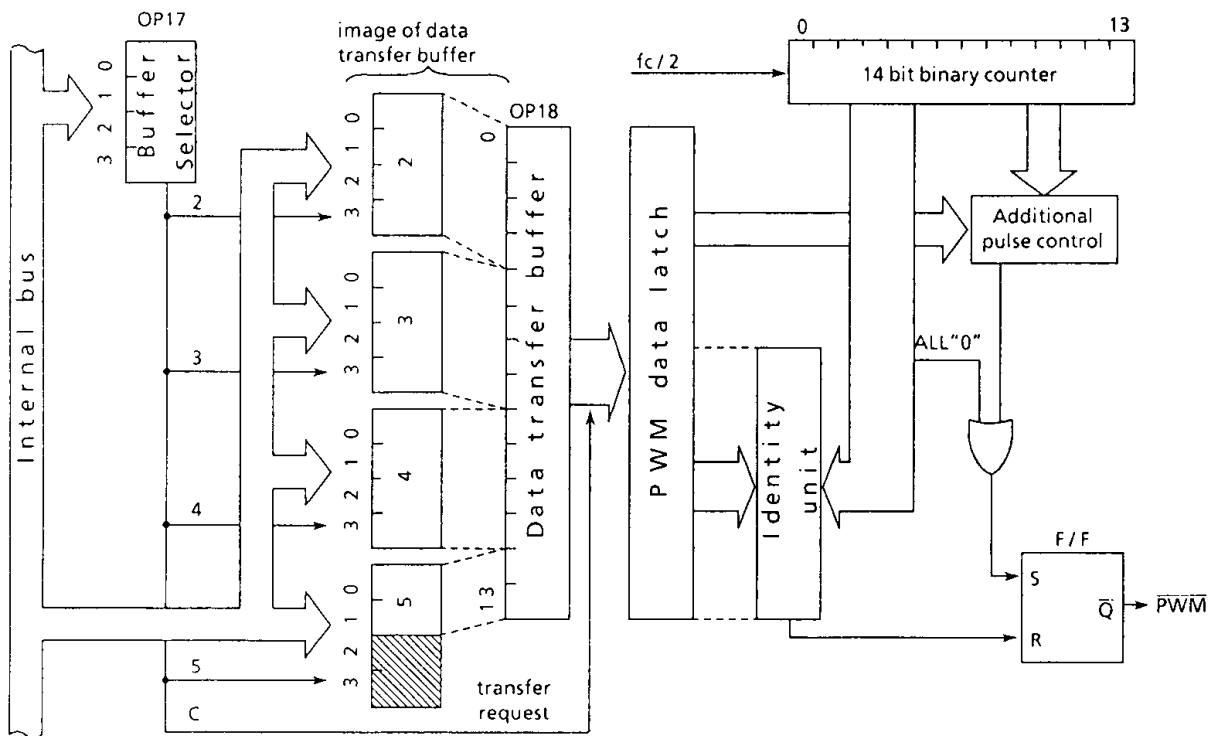 OP17
0 1 2 3
Buffer
Selector
Internal bus
image of data
transfer buffer
2
3
4
5
C
0 1 2 3
2
0 1 2 3
3
0 1 2 3
4
0 1 2 3
5
OP18
0
13
Data transfer buffer
transfer
request
PWM data latch
fc/2
0
13
14 bit binary counter
Additional
pulse control
ALL"0"
Identity
unit
F/F
S
R
Q̅
P̅W̅M̅